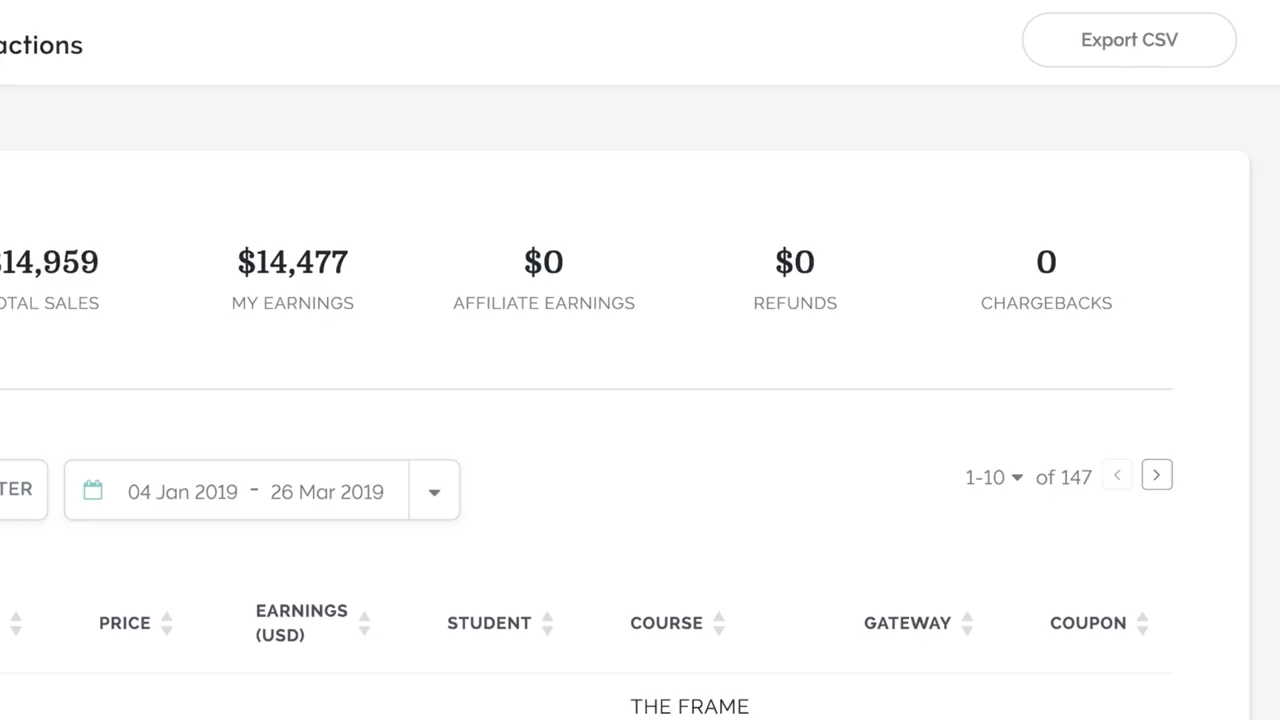 actions
Export CSV
14,959 $14,477 $0 $0 0
OTAL SALES MY EARNINGS AFFILIATE EARNINGS REFUNDS CHARGEBACKS
TER 04 Jan 2019 - 26 Mar 2019 1-10 of 147
PRICE EARNINGS (USD) STUDENT COURSE GATEWAY COUPON
THE FRAME